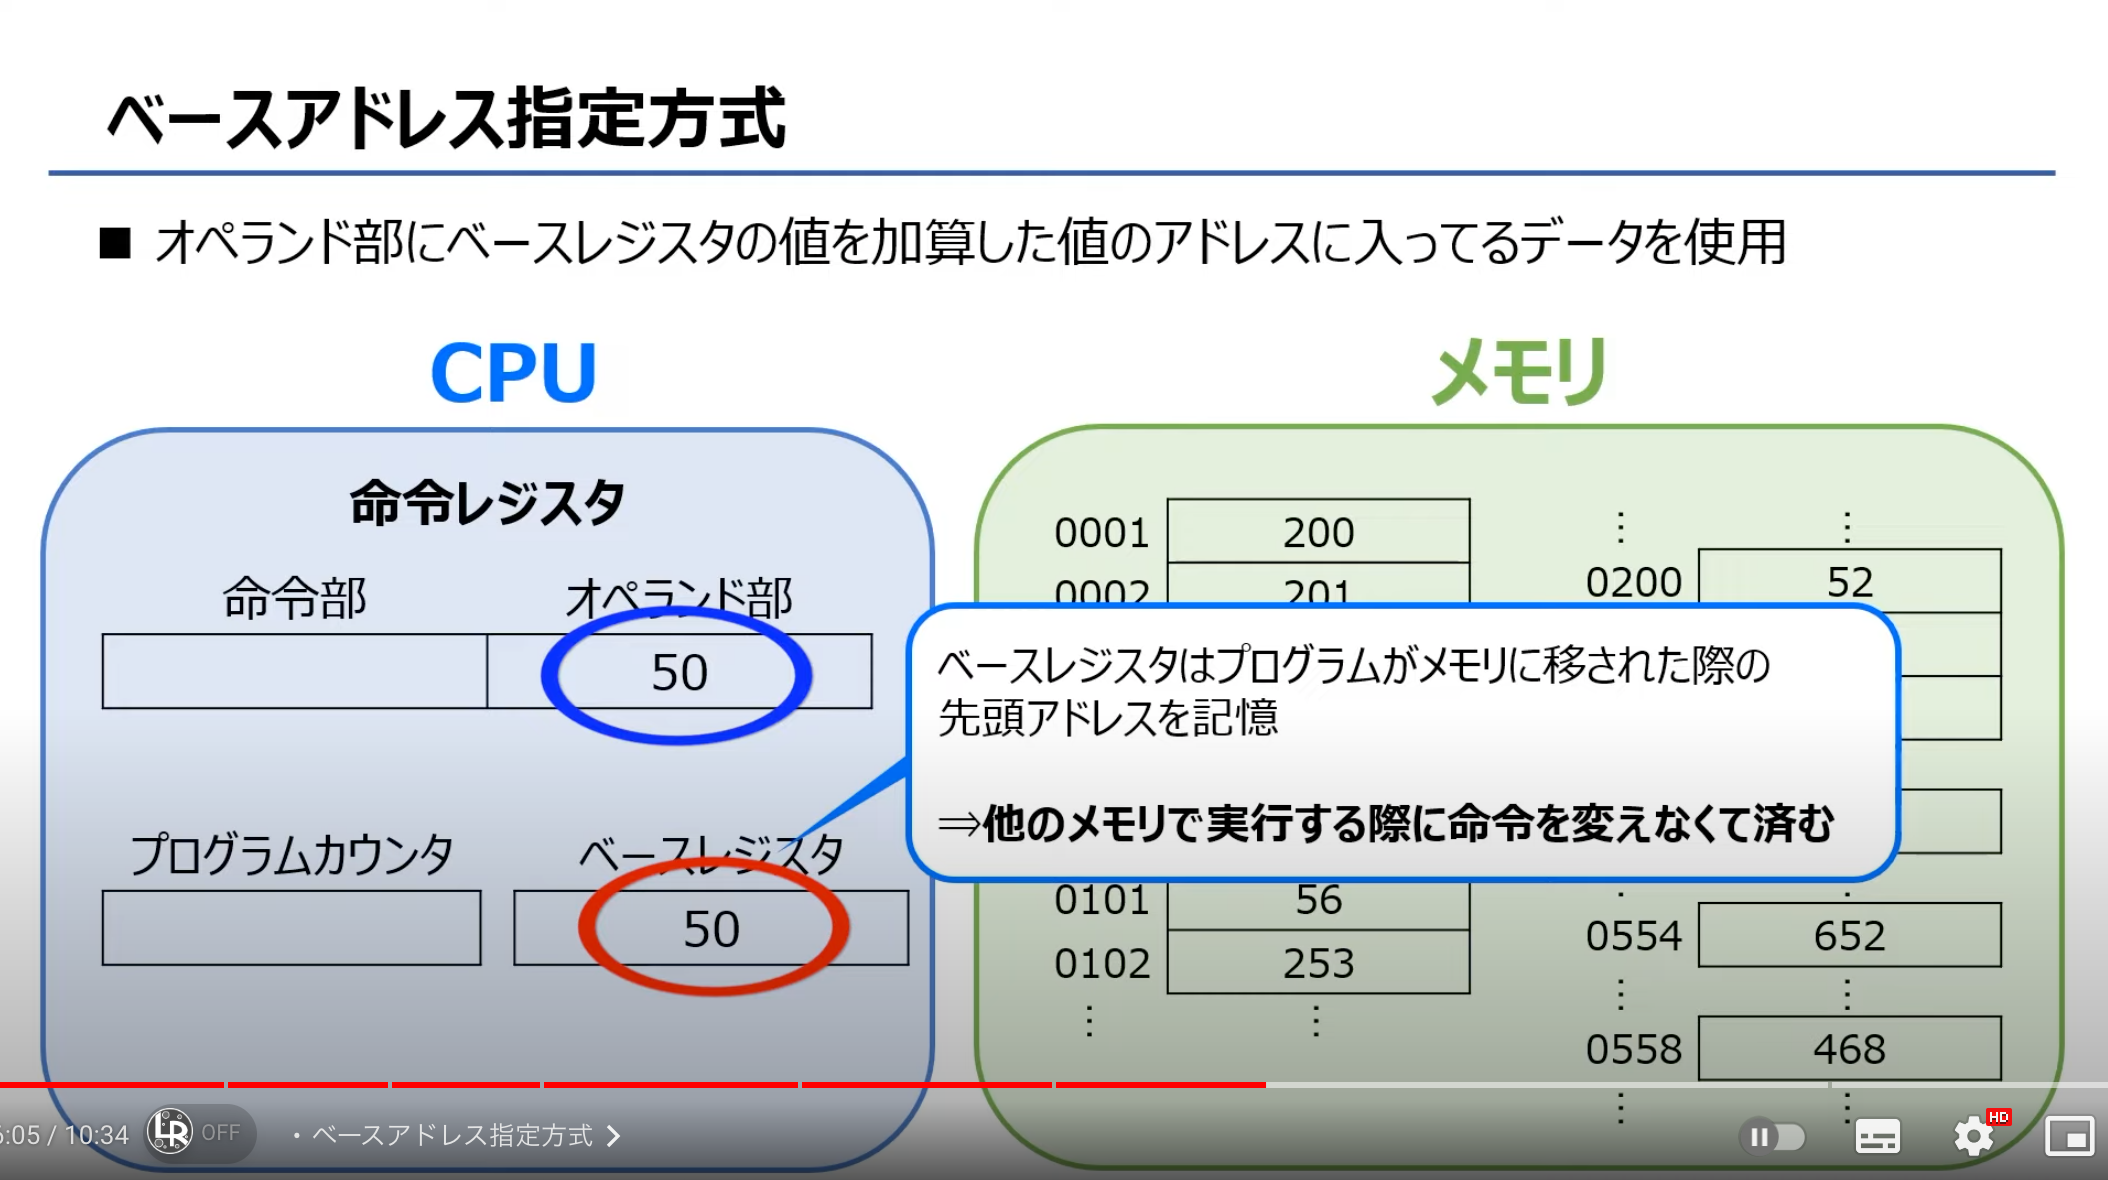 ベースアドレス指定方式
■ オペランド部にベースレジスタの値を加算した値のアドレスに入ってるデータを使用
CPU
メモリ
命令レジスタ
命令部 オペランド部
50
プログラムカウンタ ベースレジスタ
50
0001 200
0002 201
0101 56
0102 253
⋮ ⋮
⋮ ⋮
0200 52
ベースレジスタはプログラムがメモリに移された際の
先頭アドレスを記憶
⇒他のメモリで実行する際に命令を変えなくて済む
0554 652
⋮ ⋮
0558 468
⋮ ⋮
:05 / 10:34 LR OFF ・ベースアドレス指定方式
HD